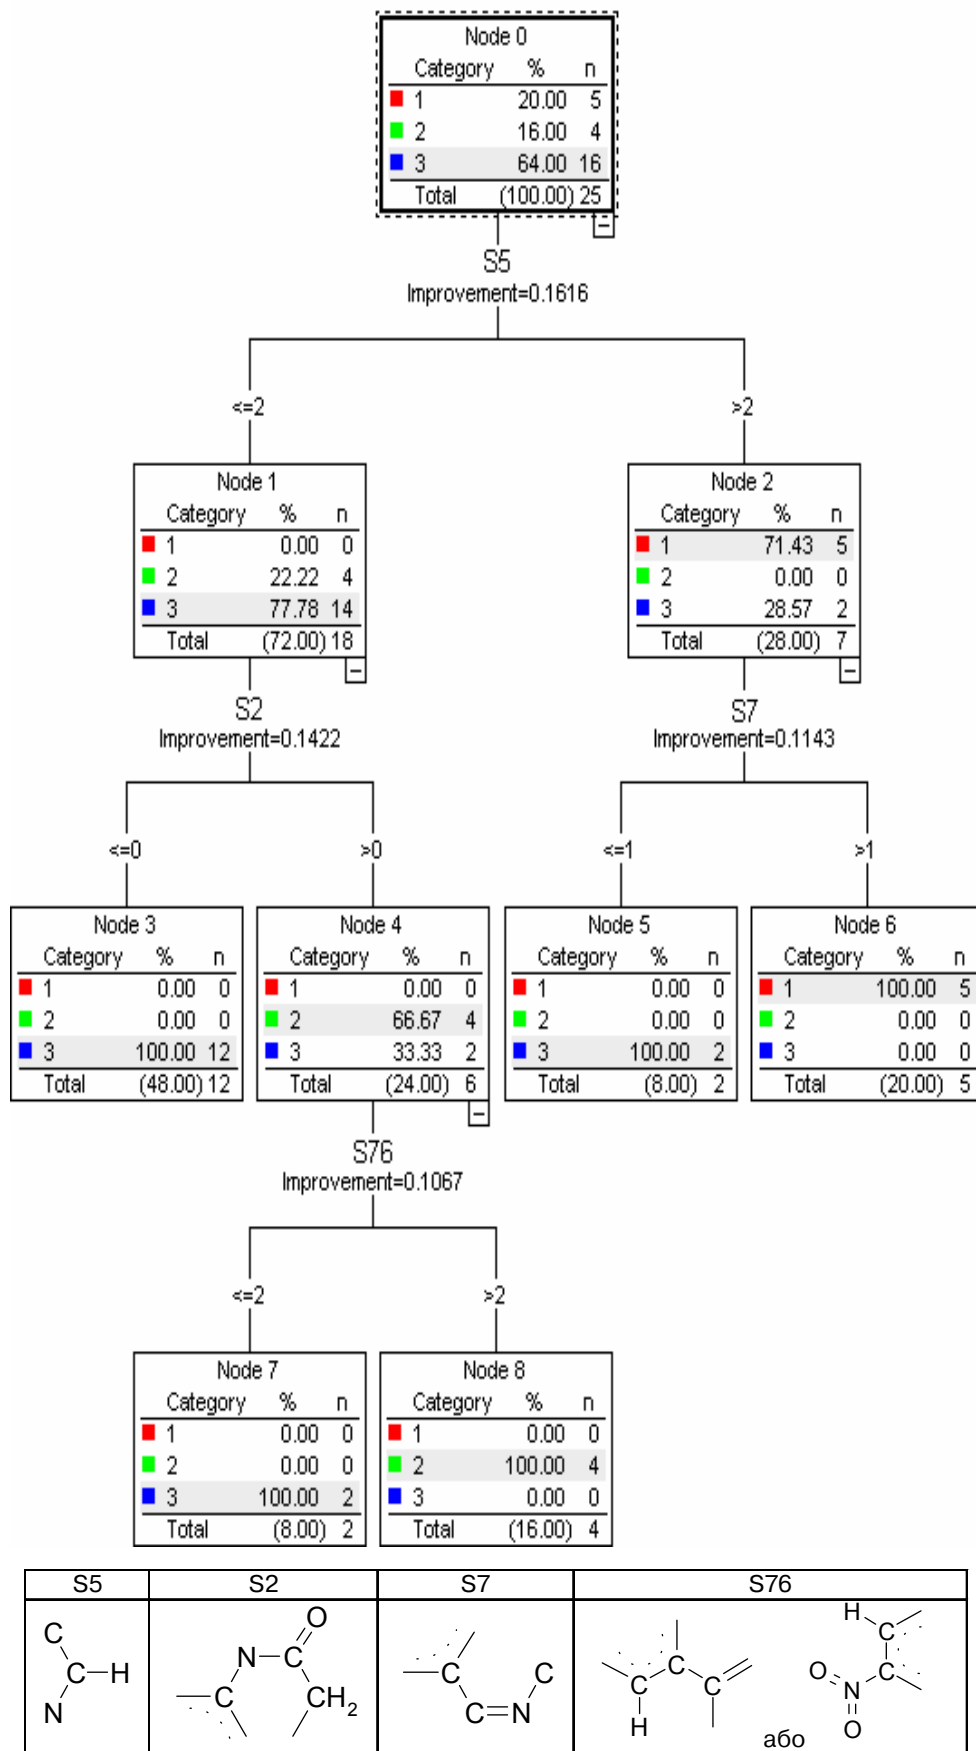 Node 0
Category % n
1 20.00 5
2 16.00 4
3 64.00 16
Total (100.00) 25
S5
Improvement=0.1616
<=2
>2
Node 1
Category % n
1 0.00 0
2 22.22 4
3 77.78 14
Total (72.00) 18
Node 2
Category % n
1 71.43 5
2 0.00 0
3 28.57 2
Total (28.00) 7
S2
Improvement=0.1422
S7
Improvement=0.1143
<=0
>0
<=1
>1
Node 3
Category % n
1 0.00 0
2 0.00 0
3 100.00 12
Total (48.00) 12
Node 4
Category % n
1 0.00 0
2 66.67 4
3 33.33 2
Total (24.00) 6
Node 5
Category % n
1 0.00 0
2 0.00 0
3 100.00 2
Total (8.00) 2
Node 6
Category % n
1 100.00 5
2 0.00 0
3 0.00 0
Total (20.00) 5
S76
Improvement=0.1067
<=2
>2
Node 7
Category % n
1 0.00 0
2 0.00 0
3 100.00 2
Total (8.00) 2
Node 8
Category % n
1 0.00 0
2 100.00 4
3 0.00 0
Total (16.00) 4
S5 S2 S7 S76
C
C H
N
O
N C
C CH2
C C
C N
C C
C
H
або
H C
C
O N
O